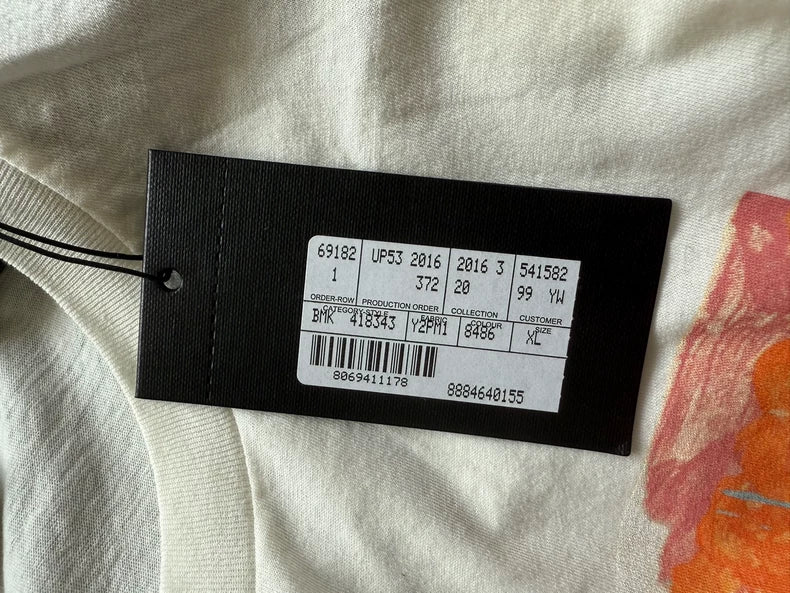 69182 UP53 2016 2016 3 541582
1 372 20 99 YW
ORDER-ROW PRODUCTION ORDER COLLECTION CUSTOMER
CATEGORY-STYLE FABRIC COLOUR SIZE
BMK 418343 Y2PM1 8486 XL
8069411178 8884640155